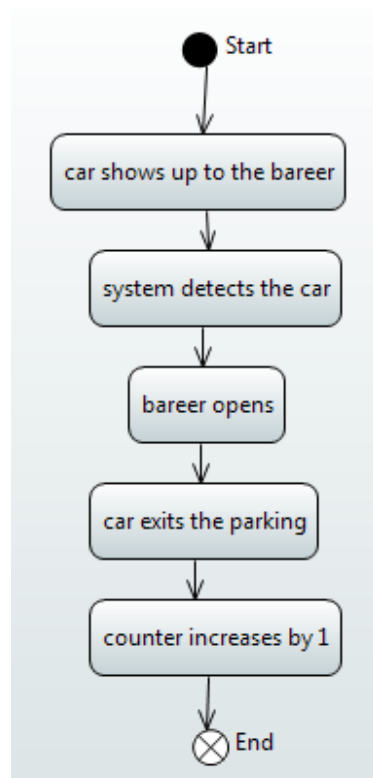 Start
car shows up to the bareer
system detects the car
bareer opens
car exits the parking
counter increases by 1
End